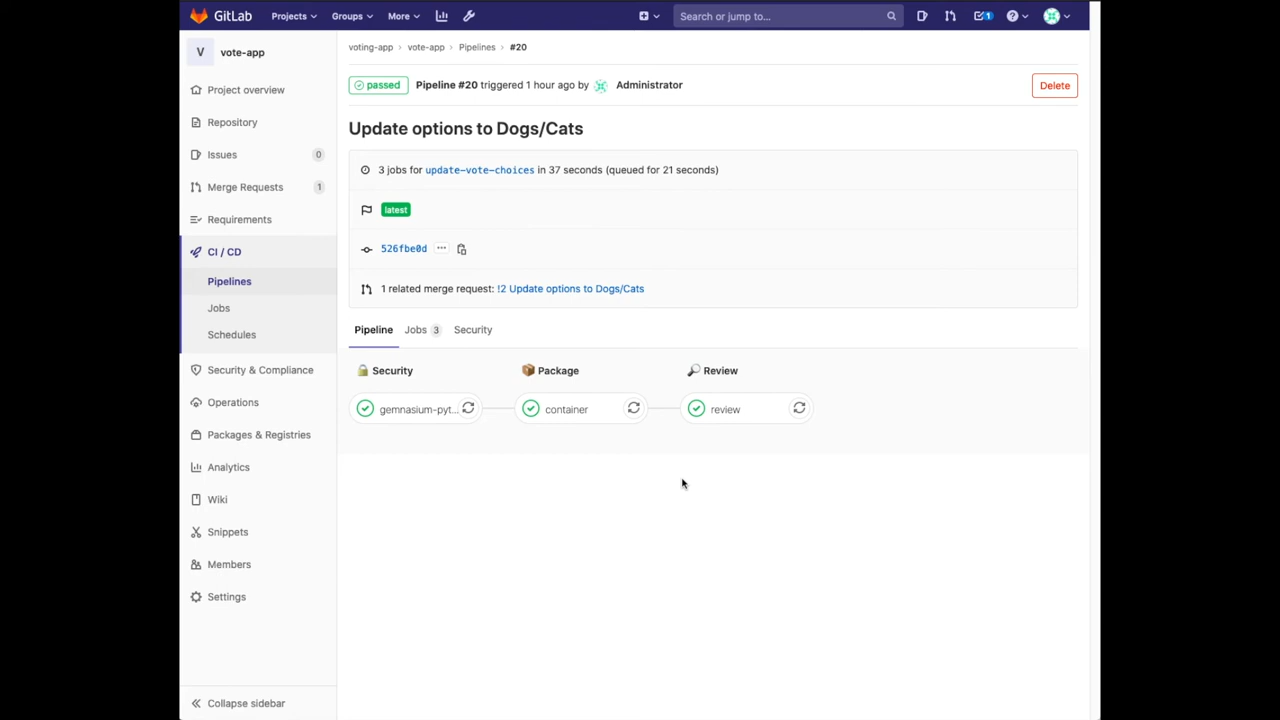 GitLab Projects Groups More Search or jump to... 1
V vote-app
voting-app › vote-app › Pipelines › #20
passed Pipeline #20 triggered 1 hour ago by Administrator Delete
Project overview
Repository
Issues 0
Merge Requests 1
Requirements
CI / CD
Pipelines
Jobs
Schedules
Security & Compliance
Operations
Packages & Registries
Analytics
Wiki
Snippets
Members
Settings
Collapse sidebar
Update options to Dogs/Cats
3 jobs for update-vote-choices in 37 seconds (queued for 21 seconds)
latest
526fbe0d ...
1 related merge request: !2 Update options to Dogs/Cats
Pipeline Jobs 3 Security
Security Package Review
gemnasium-pyt... container review